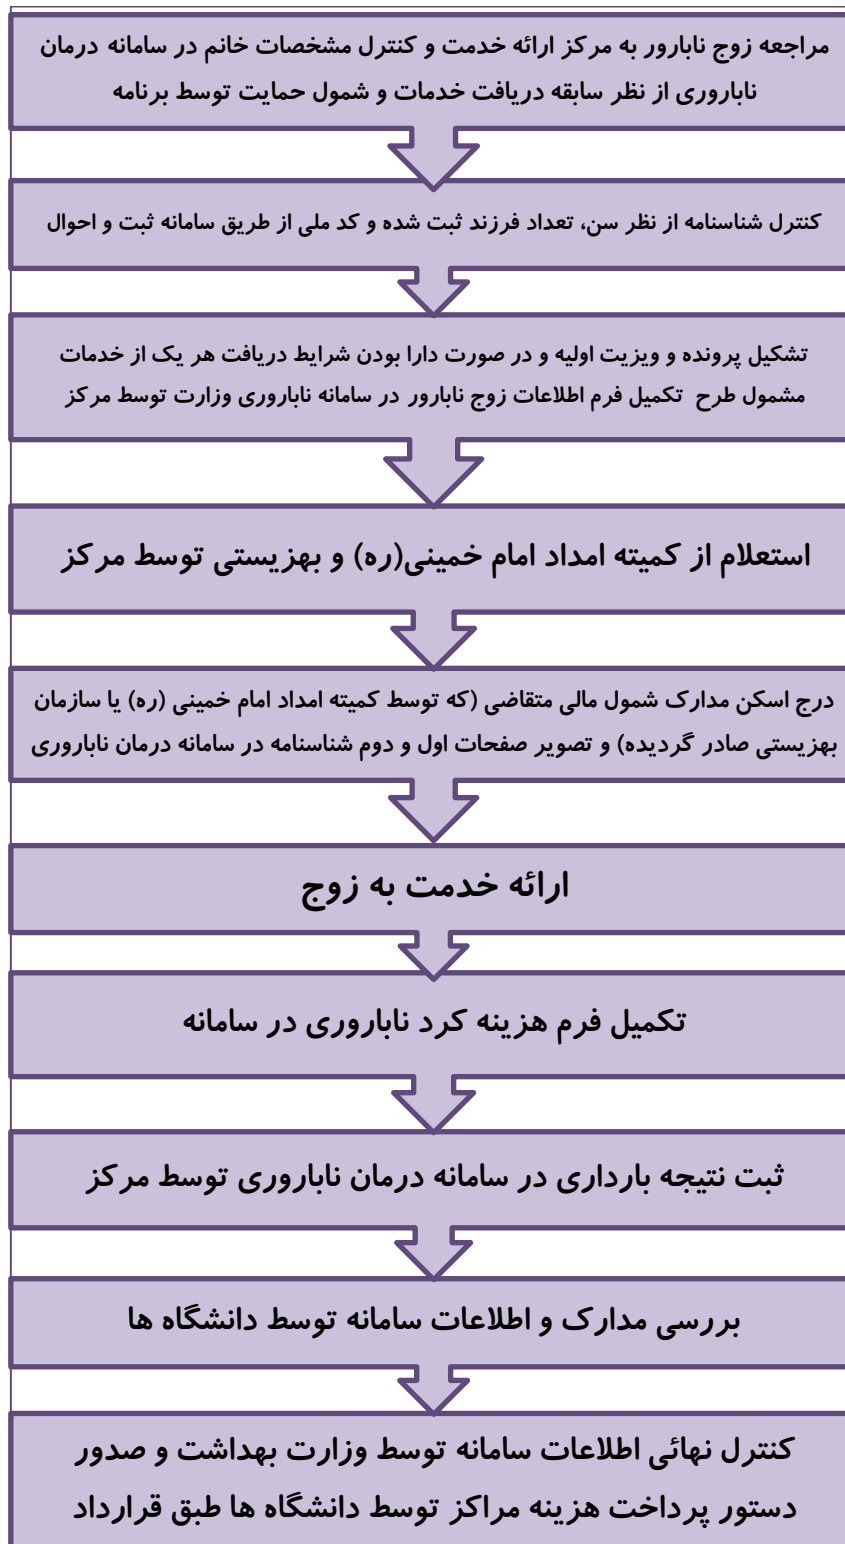 مراجعه زوج نابارور به مرکز ارائه خدمت و کنترل مشخصات خانم در سامانه درمان
ناباروری از نظر سابقه دریافت خدمات و شمول حمایت توسط برنامه
کنترل شناسنامه از نظر سن، تعداد فرزند ثبت شده و کد ملی از طریق سامانه ثبت و احوال
تشکیل پرونده و ویزیت اولیه و در صورت دارا بودن شرایط دریافت هر یک از خدمات
مشمول طرح تکمیل فرم اطلاعات زوج نابارور در سامانه ناباروری وزارت توسط مرکز
استعلام از کمیته امداد امام خمینی(ره) و بهزیستی توسط مرکز
درج اسکن مدارک شمول مالی متقاضی (که توسط کمیته امداد امام خمینی (ره) یا سازمان
بهزیستی صادر گردیده) و تصویر صفحات اول و دوم شناسنامه در سامانه درمان ناباروری
ارائه خدمت به زوج
تکمیل فرم هزینه کرد ناباروری در سامانه
ثبت نتیجه بارداری در سامانه درمان ناباروری توسط مرکز
بررسی مدارک و اطلاعات سامانه توسط دانشگاه ها
کنترل نهائی اطلاعات سامانه توسط وزارت بهداشت و صدور
دستور پرداخت هزینه مراکز توسط دانشگاه ها طبق قرارداد